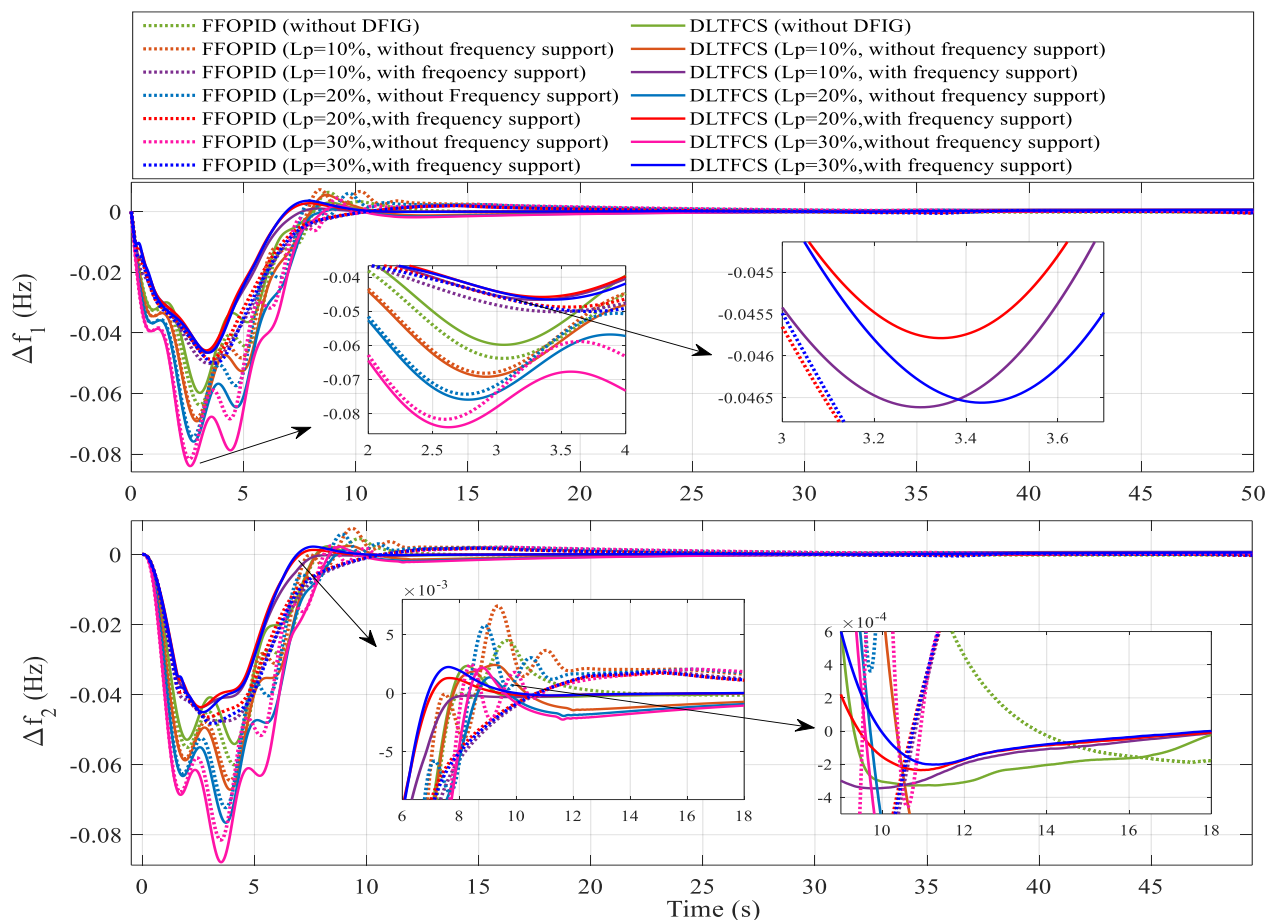 FFOPID (without DFIG)
DLTFCS (without DFIG)
FFOPID (Lp=10%, without frequency support)
DLTFCS (Lp=10%, without frequency support)
FFOPID (Lp=10%, with freqoency support)
DLTFCS (Lp=10%, with frequency support)
FFOPID (Lp=20%, without Frequency support)
DLTFCS (Lp=20%, without frequency support)
FFOPID (Lp=20%,with frequency support)
DLTFCS (Lp=20%,with frequency support)
FFOPID (Lp=30%,without frequency support)
DLTFCS (Lp=30%,without frequency support)
FFOPID (Lp=30%,with frequency support)
DLTFCS (Lp=30%,with frequency support)
Δf1 (Hz)
0
-0.02
-0.04
-0.06
-0.08
0 5 10 15 20 25 30 35 40 45 50
-0.04
-0.05
-0.06
-0.07
-0.08
2 2.5 3 3.5 4
-0.045
-0.0455
-0.046
-0.0465
3 3.2 3.4 3.6
Δf2 (Hz)
0
-0.02
-0.04
-0.06
-0.08
0 5 10 15 20 25 30 35 40 45
×10-3
5
0
-5
6 8 10 12 14 16 18
×10-4
6
4
2
0
-2
-4
10 12 14 16 18
Time (s)